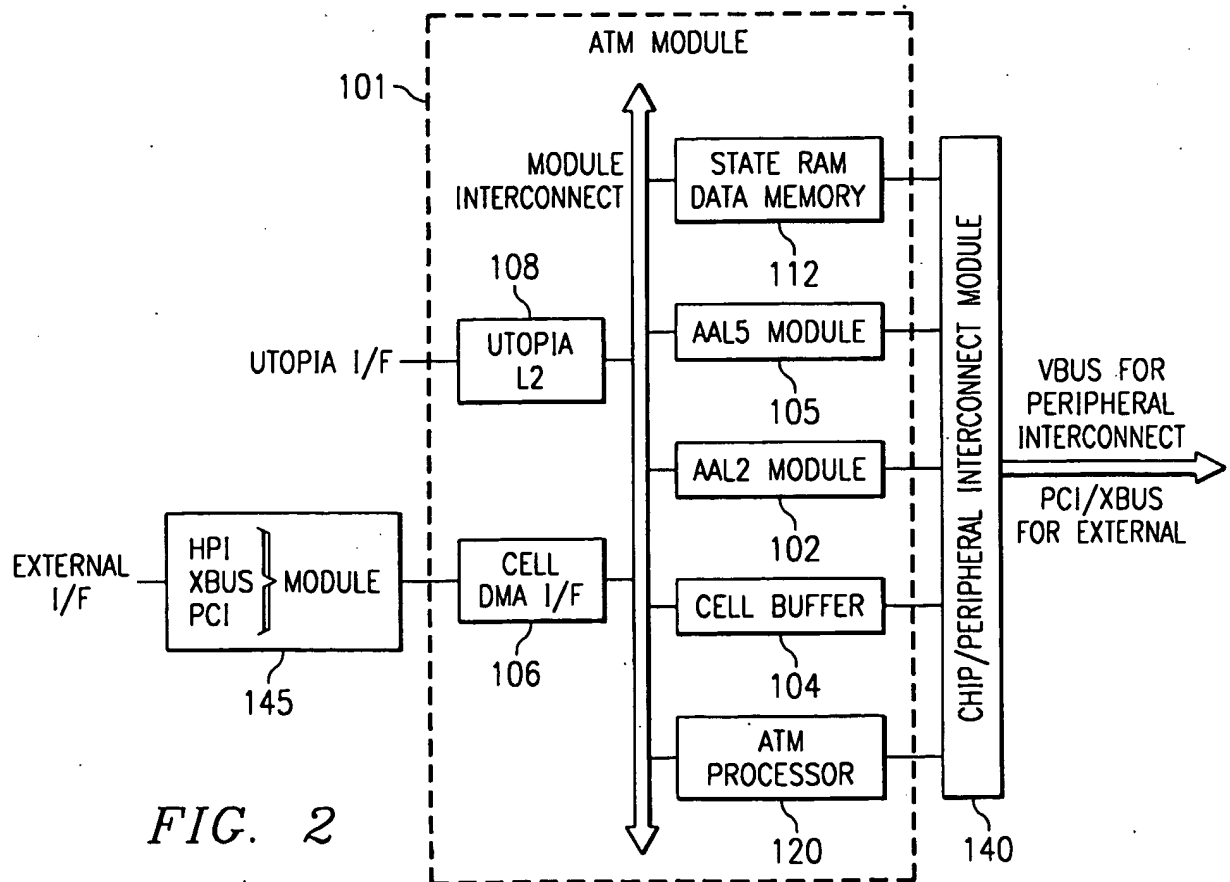 ATM MODULE
101
MODULE
INTERCONNECT
STATE RAM
DATA MEMORY
112
108
UTOPIA I/F
UTOPIA
L2
AAL5 MODULE
105
AAL2 MODULE
102
EXTERNAL
I/F
HPI
XBUS
PCI
MODULE
145
CELL
DMA I/F
106
CELL BUFFER
104
ATM
PROCESSOR
120
CHIP/PERIPHERAL INTERCONNECT MODULE
140
VBUS FOR
PERIPHERAL
INTERCONNECT
PCI/XBUS
FOR EXTERNAL
FIG. 2